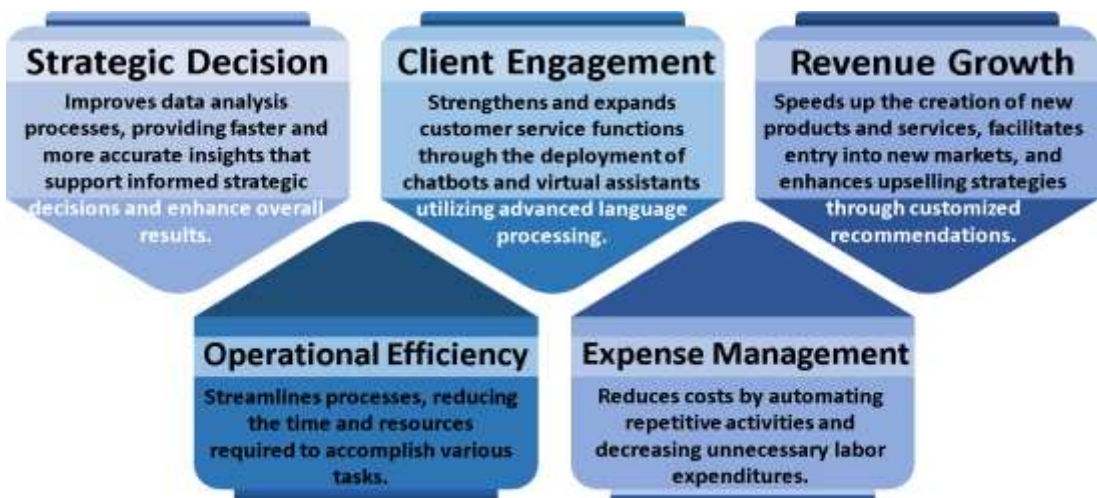 Strategic Decision
Improves data analysis
processes, providing faster and
more accurate insights that
support informed strategic
decisions and enhance overall
results.
Client Engagement
Strengthens and expands
customer service functions
through the deployment of
chatbots and virtual assistants
utilizing advanced language
processing.
Revenue Growth
Speeds up the creation of new
products and services, facilitates
entry into new markets, and
enhances upselling strategies
through customized
recommendations.
Operational Efficiency
Streamlines processes, reducing
the time and resources
required to accomplish various
tasks.
Expense Management
Reduces costs by automating
repetitive activities and
decreasing unnecessary labor
expenditures.